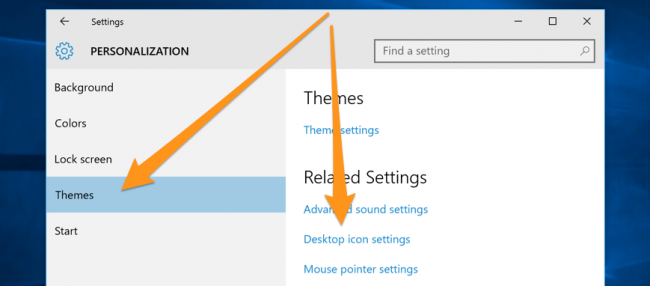 Settings
PERSONALIZATION
Find a setting
Background
Colors
Lock screen
Themes
Start
Themes
Theme settings
Related Settings
Advanced sound settings
Desktop icon settings
Mouse pointer settings